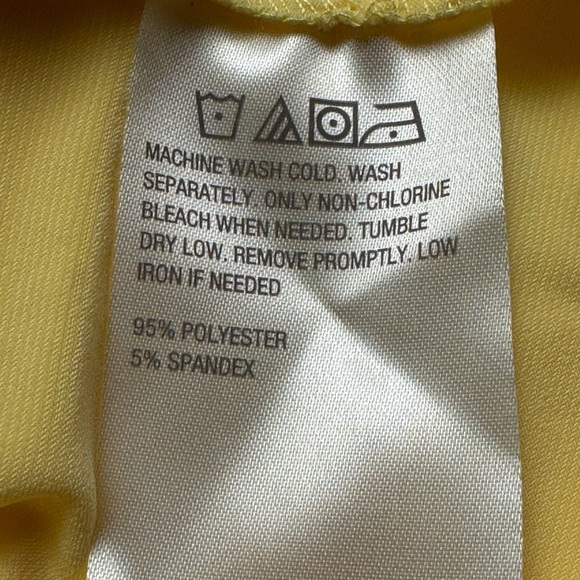 MACHINE WASH COLD. WASH
SEPARATELY. ONLY NON-CHLORINE
BLEACH WHEN NEEDED. TUMBLE
DRY LOW. REMOVE PROMPTLY. LOW
IRON IF NEEDED
95% POLYESTER
5% SPANDEX